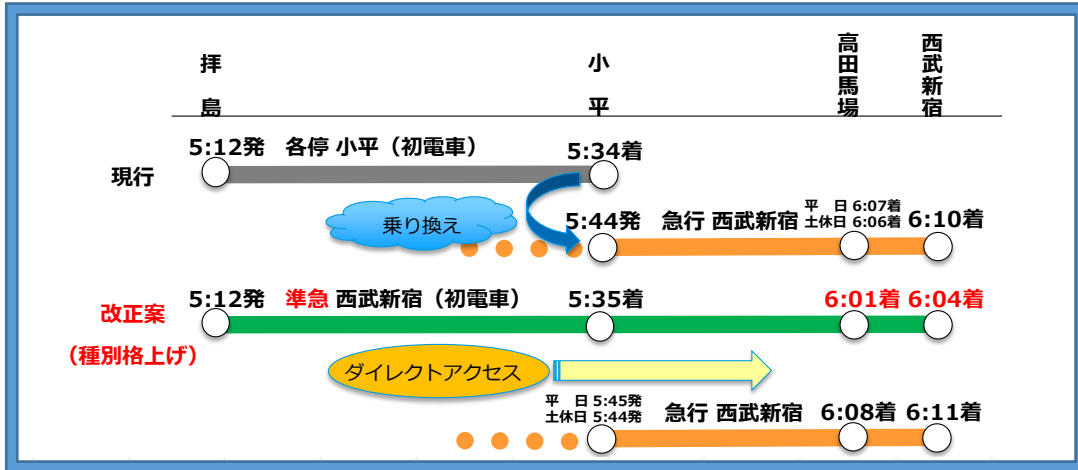 拝島
小平
高田馬場
西武新宿
5:12発 各停 小平（初電車） 5:34着
現行
乗り換え
5:44発 急行 西武新宿 平 日 6:07着 6:10着
土休日 6:06着
5:12発 準急 西武新宿（初電車） 5:35着 6:01着 6:04着
改正案
（種別格上げ）
ダイレクトアクセス
平 日 5:45発
土休日 5:44発
急行 西武新宿 6:08着 6:11着